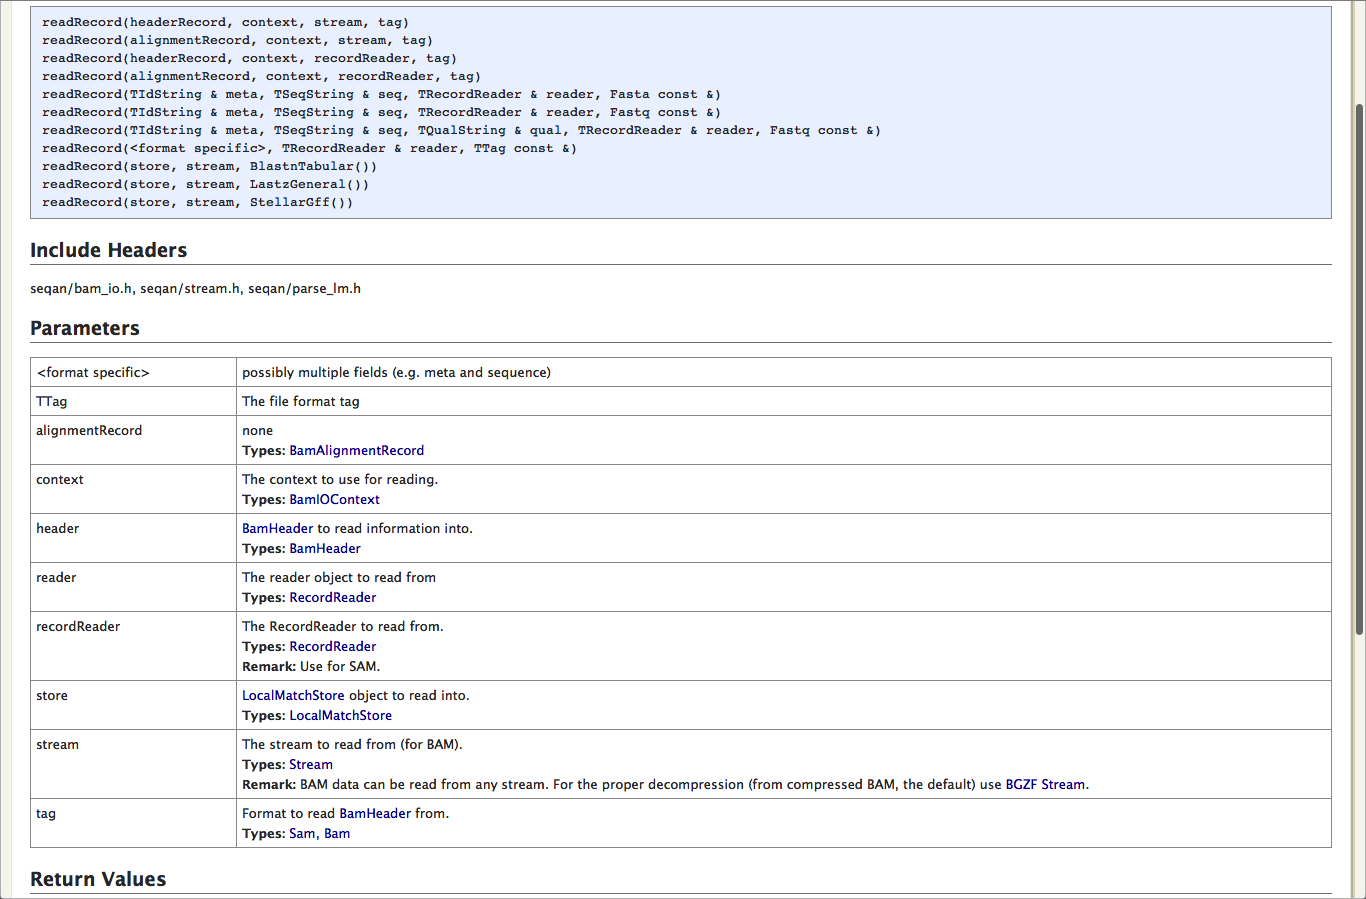 readRecord(headerRecord, context, stream, tag)
readRecord(alignmentRecord, context, stream, tag)
readRecord(headerRecord, context, recordReader, tag)
readRecord(alignmentRecord, context, recordReader, tag)
readRecord(TIdString & meta, TSeqString & seq, TRecordReader & reader, Fasta const &)
readRecord(TIdString & meta, TSeqString & seq, TRecordReader & reader, Fastq const &)
readRecord(TIdString & meta, TSeqString & seq, TQualString & qual, TRecordReader & reader, Fastq const &)
readRecord(<format specific>, TRecordReader & reader, TTag const &)
readRecord(store, stream, BlastnTabular())
readRecord(store, stream, LastzGeneral())
readRecord(store, stream, StellarGff())
Include Headers
seqan/bam_io.h, seqan/stream.h, seqan/parse_lm.h
Parameters
<format specific> possibly multiple fields (e.g. meta and sequence)
TTag The file format tag
alignmentRecord none
Types: BamAlignmentRecord
context The context to use for reading.
Types: BamIOContext
header BamHeader to read information into.
Types: BamHeader
reader The reader object to read from
Types: RecordReader
recordReader The RecordReader to read from.
Types: RecordReader
Remark: Use for SAM.
store LocalMatchStore object to read into.
Types: LocalMatchStore
stream The stream to read from (for BAM).
Types: Stream
Remark: BAM data can be read from any stream. For the proper decompression (from compressed BAM, the default) use BGZF Stream.
tag Format to read BamHeader from.
Types: Sam, Bam
Return Values